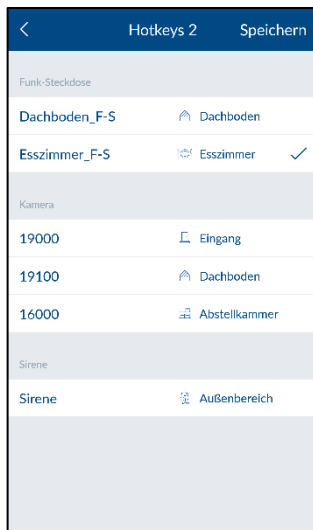 Hotkeys 2 Speichern
Funk-Steckdose
Dachboden_F-S Dachboden
Esszimmer_F-S Esszimmer
Kamera
19000 Eingang
19100 Dachboden
16000 Abstellkammer
Sirene
Sirene Außenbereich